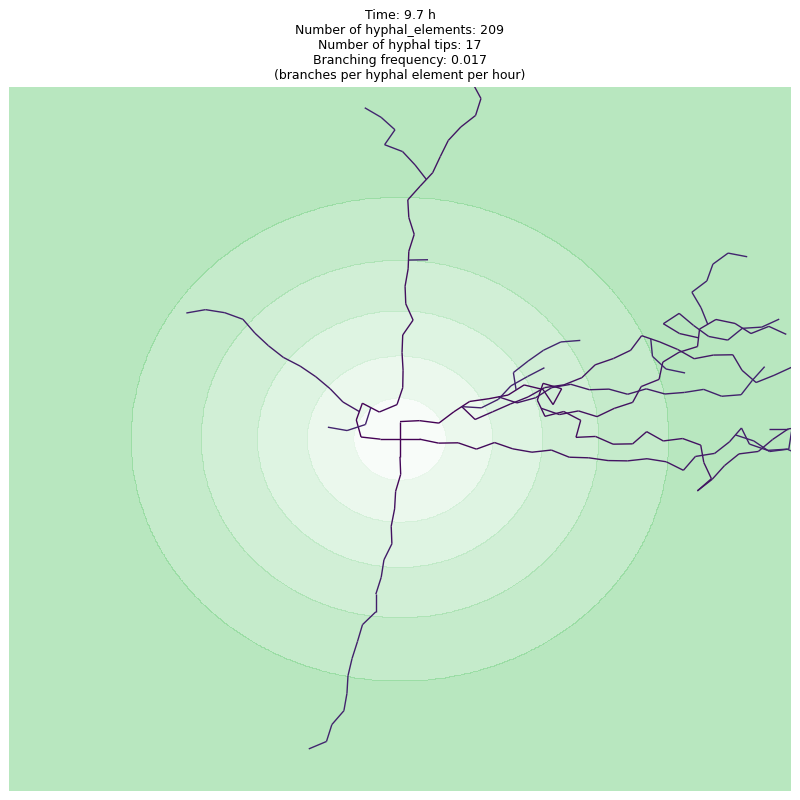 Time: 9.7 h
Number of hyphal_elements: 209
Number of hyphal tips: 17
Branching frequency: 0.017
(branches per hyphal element per hour)